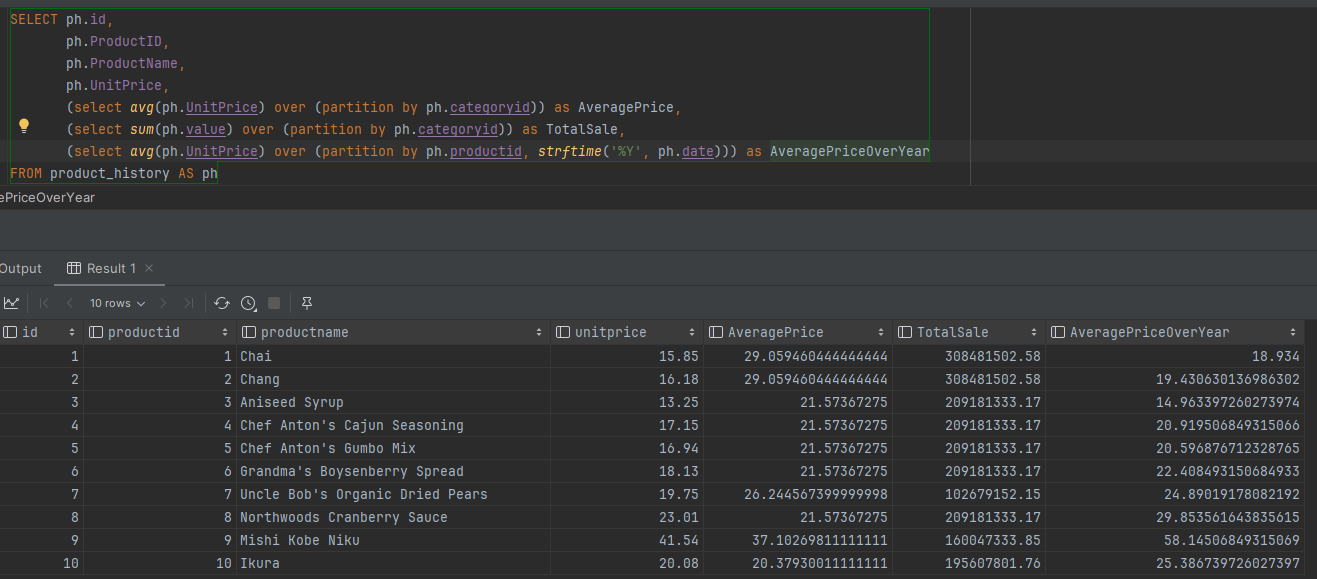 SELECT ph.id,
ph.ProductID,
ph.ProductName,
ph.UnitPrice,
(select avg(ph.UnitPrice) over (partition by ph.categoryid)) as AveragePrice,
(select sum(ph.value) over (partition by ph.categoryid)) as TotalSale,
(select avg(ph.UnitPrice) over (partition by ph.productid, strftime('%Y', ph.date))) as AveragePriceOverYear
FROM product_history AS ph
ePriceOverYear
Output Result 1
10 rows
id productid productname unitprice AveragePrice TotalSale AveragePriceOverYear
1 1 Chai 15.85 29.059460444444444 308481502.58 18.934
2 2 Chang 16.18 29.059460444444444 308481502.58 19.430630136986302
3 3 Aniseed Syrup 13.25 21.57367275 209181333.17 14.963397260273974
4 4 Chef Anton's Cajun Seasoning 17.15 21.57367275 209181333.17 20.919506849315066
5 5 Chef Anton's Gumbo Mix 16.94 21.57367275 209181333.17 20.596876712328765
6 6 Grandma's Boysenberry Spread 18.13 21.57367275 209181333.17 22.408493150684933
7 7 Uncle Bob's Organic Dried Pears 19.75 26.244567399999998 102679152.15 24.89019178082192
8 8 Northwoods Cranberry Sauce 23.01 21.57367275 209181333.17 29.853561643835615
9 9 Mishi Kobe Niku 41.54 37.10269811111111 160047333.85 58.14506849315069
10 10 Ikura 20.08 20.37930011111111 195607801.76 25.386739726027397